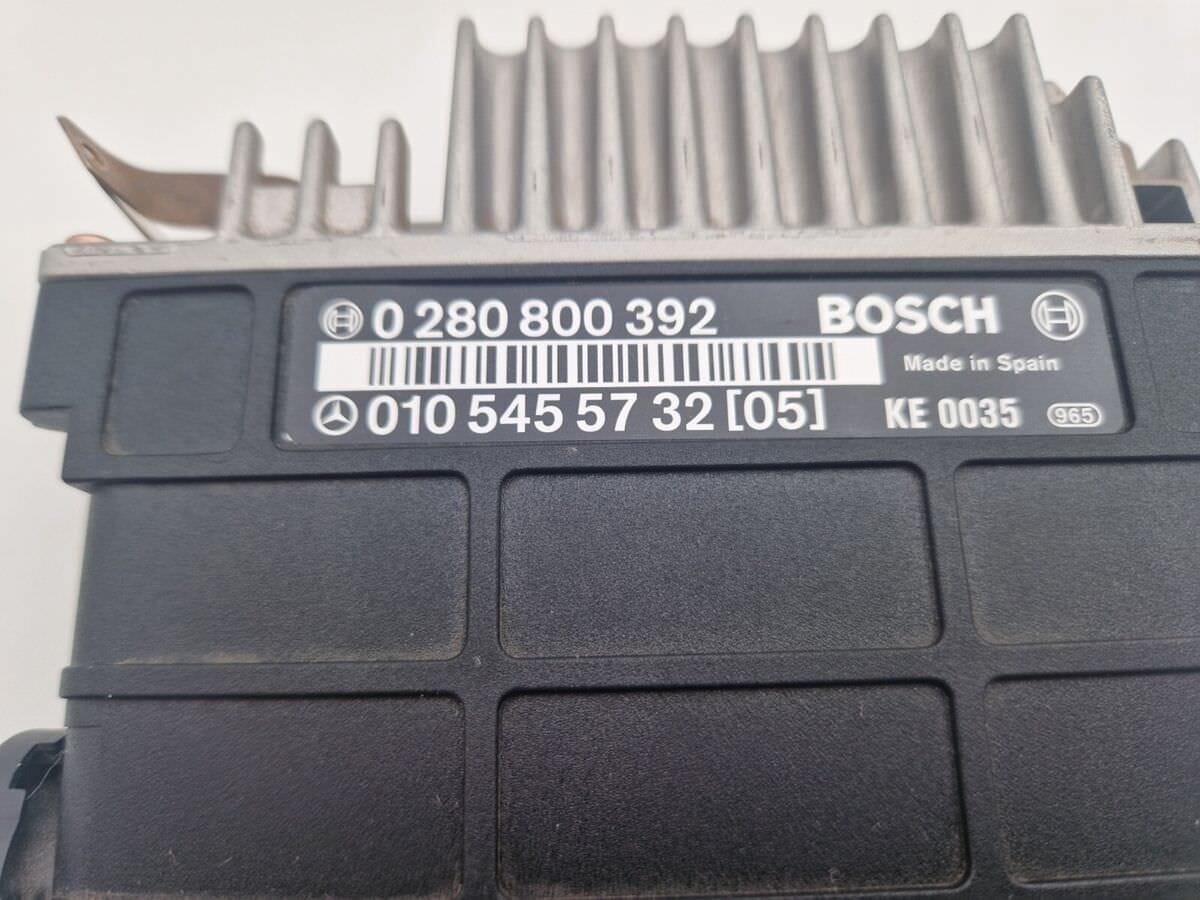 0 280 800 392 BOSCH
Made in Spain
010 545 57 32 [05] KE 0035 965